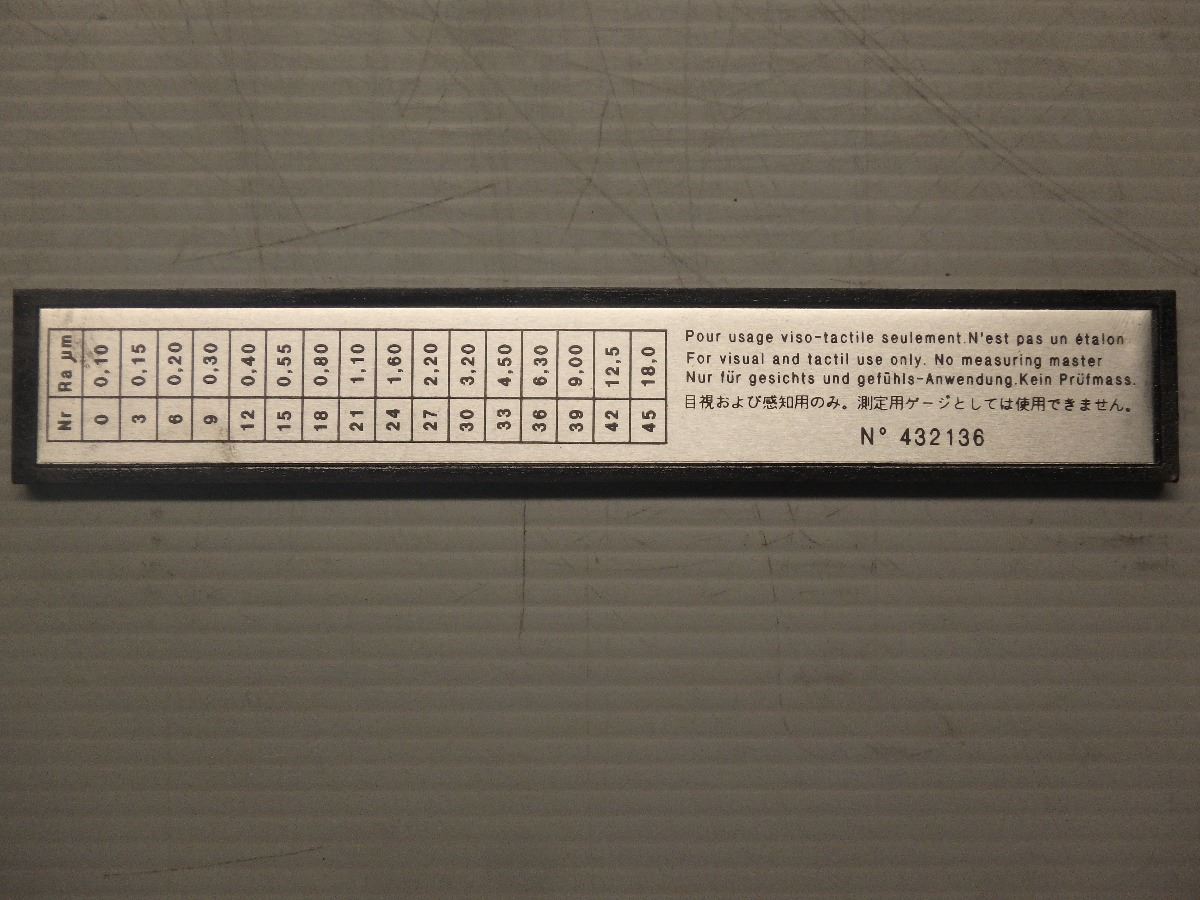 Nr Ra µm
0 0,10
3 0,15
6 0,20
9 0,30
12 0,40
15 0,55
18 0,80
21 1,10
24 1,60
27 2,20
30 3,20
33 4,50
36 6,30
39 9,00
42 12,5
45 18,0
Pour usage viso-tactile seulement.N'est pas un étalon
For visual and tactil use only. No measuring master
Nur für gesichts und gefühls-Anwendung.Kein Prüfmass.
目視および感知用のみ。測定用ゲージとしては使用できません。
N° 432136